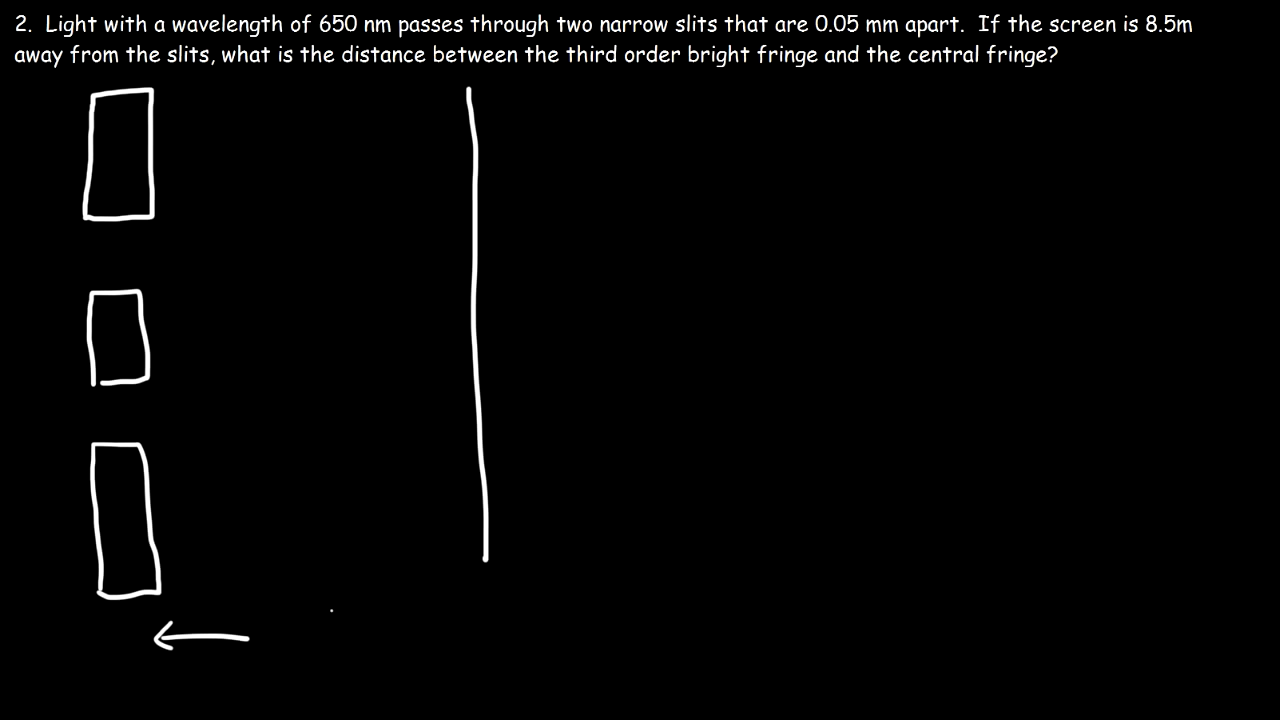 2. Light with a wavelength of 650 nm passes through two narrow slits that are 0.05 mm apart. If the screen is 8.5m
away from the slits, what is the distance between the third order bright fringe and the central fringe?